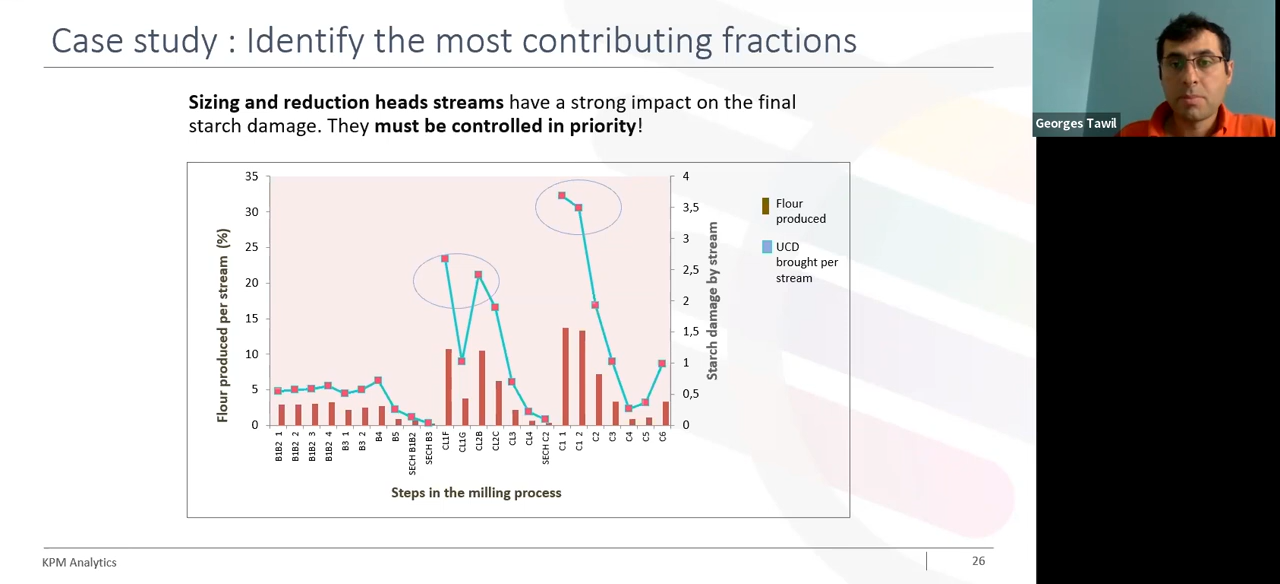 Case study : Identify the most contributing fractions
Sizing and reduction heads streams have a strong impact on the final
starch damage. They must be controlled in priority!
Georges Tawil
35
30
25
20
15
10
5
0
Flour produced per stream (%)
4
3,5
3
2,5
2
1,5
1
0,5
0
Starch damage by stream
Flour
produced
UCD
brought per
stream
B1B2 1
B1B2 2
B1B2 3
B1B2 4
B3 1
B3 2
B4
B5
SECH B1B2
SECH B3
CL1F
CL1G
CL2B
CL2C
CL3
CL4
SECH C2
C1 1
C1 2
C2
C3
C4
C5
C6
Steps in the milling process
KPM Analytics
26